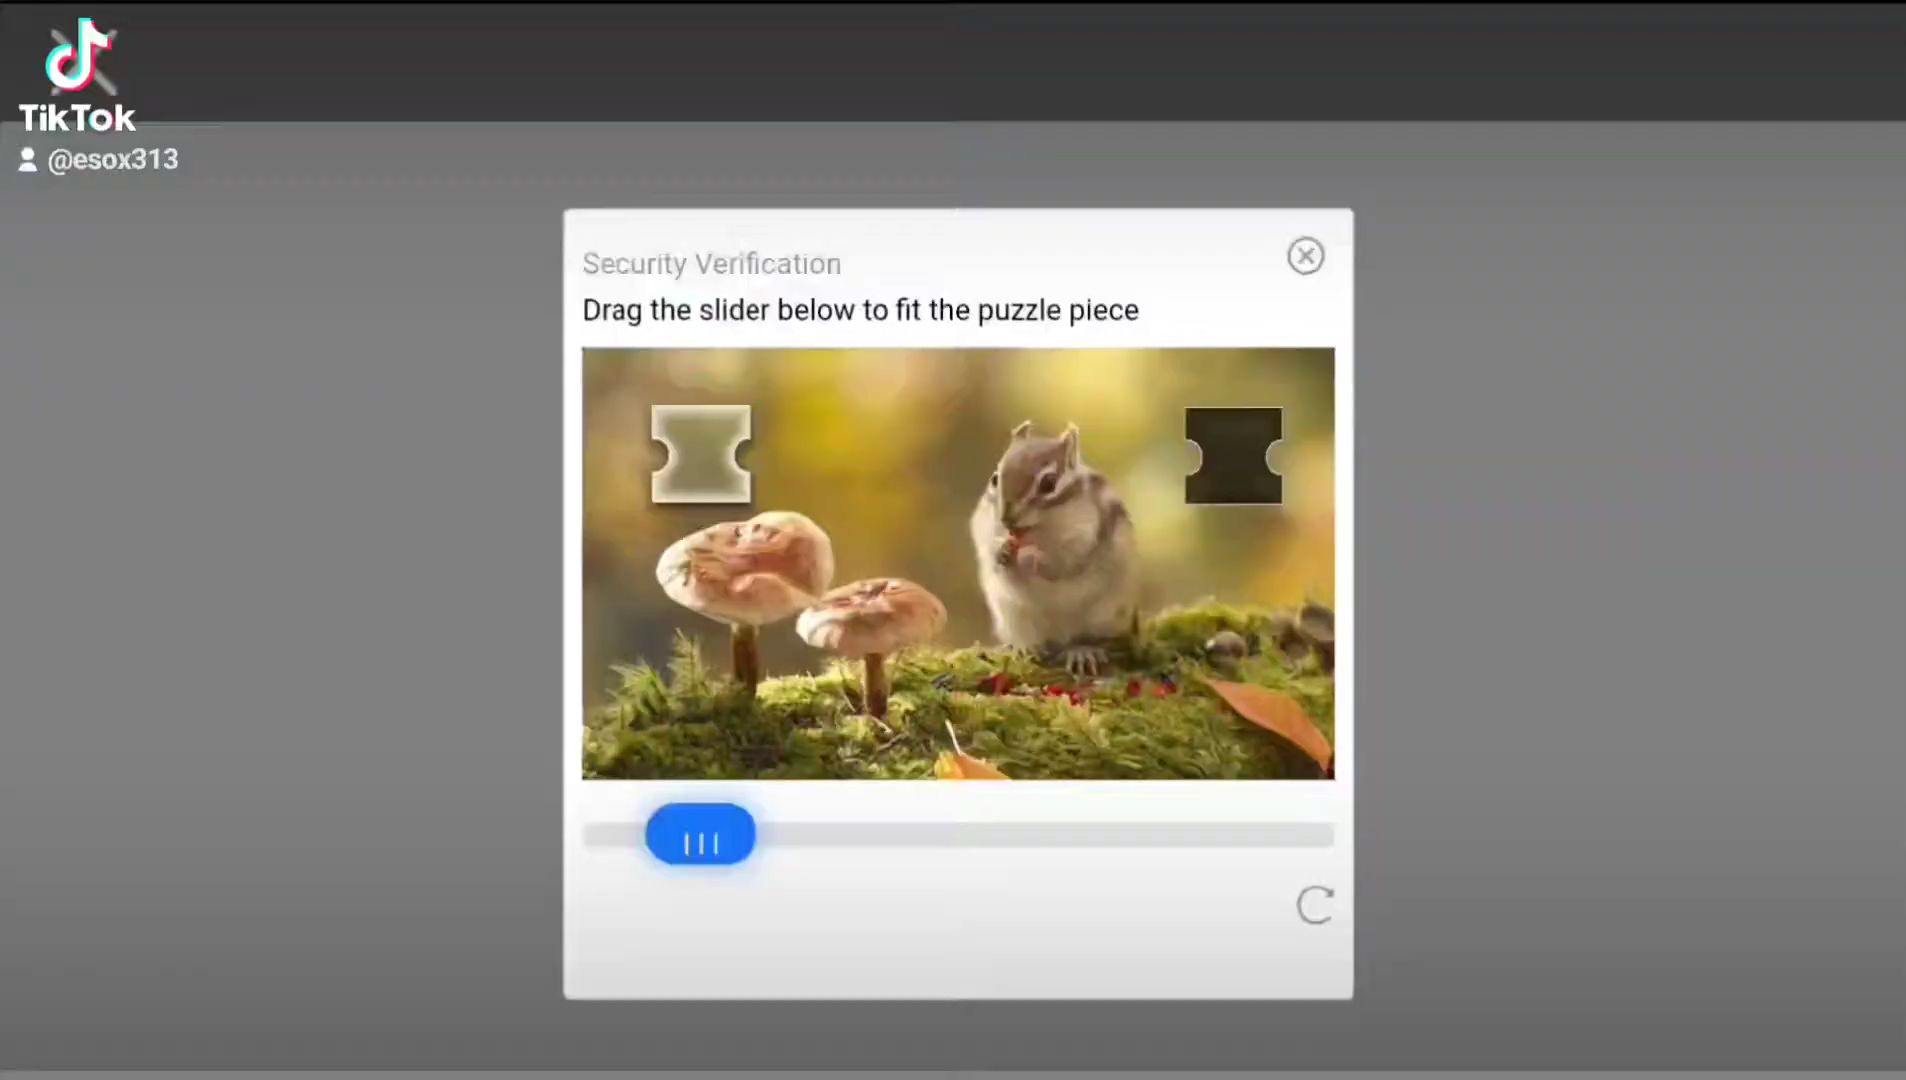 TikTok
@esox313
Security Verification
Drag the slider below to fit the puzzle piece